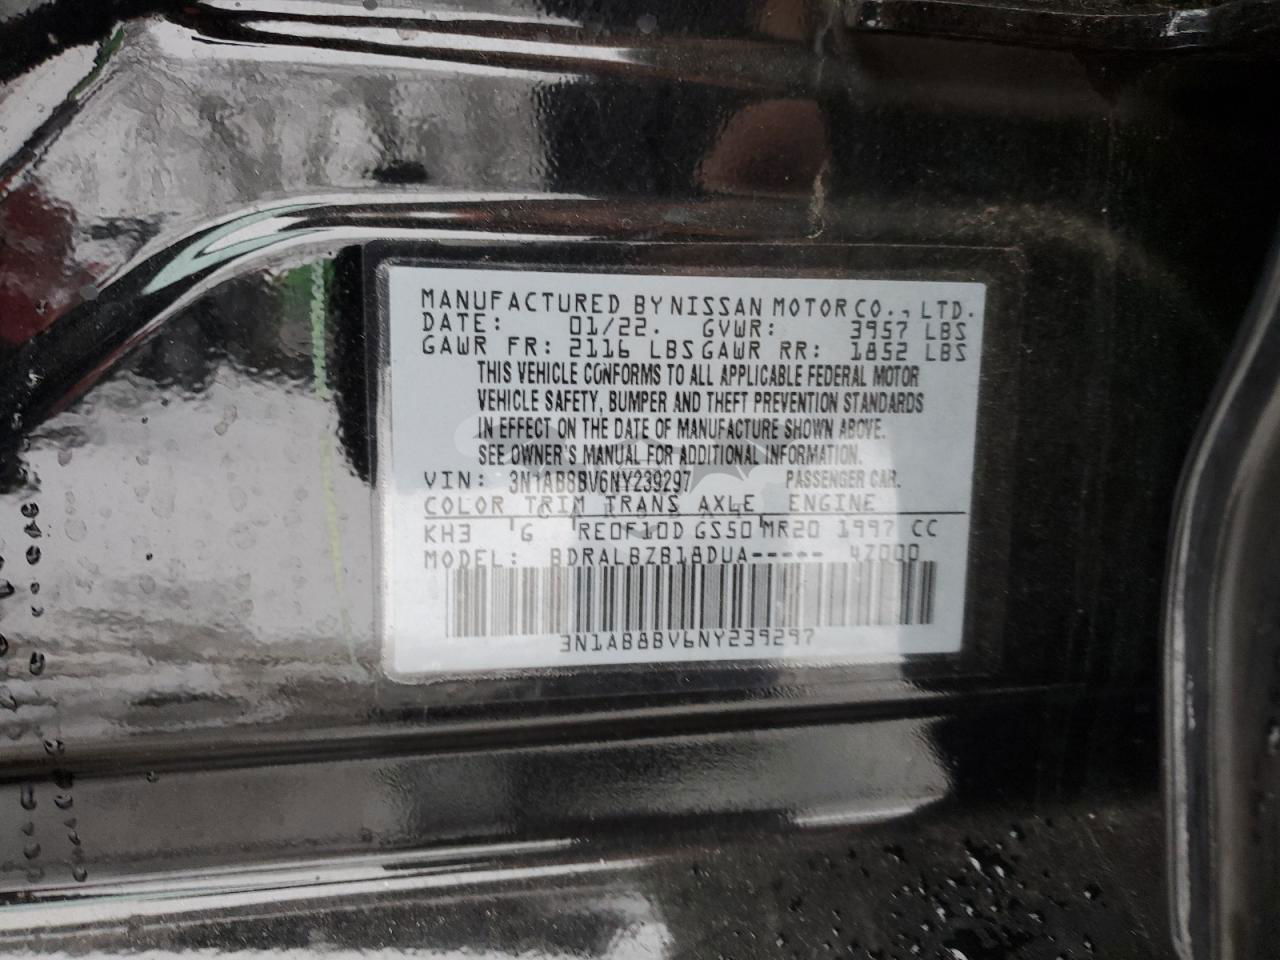 MANUFACTURED BY NISSAN MOTOR CO., LTD.
DATE: 01/22. GVWR: 3957 LBS
GAWR FR: 2116 LBS GAWR RR: 1852 LBS
THIS VEHICLE CONFORMS TO ALL APPLICABLE FEDERAL MOTOR
VEHICLE SAFETY, BUMPER AND THEFT PREVENTION STANDARDS
IN EFFECT ON THE DATE OF MANUFACTURE SHOWN ABOVE.
SEE OWNER'S MANUAL FOR ADDITIONAL INFORMATION.
VIN: 3N1AB8BV6NY239297 PASSENGER CAR.
COLOR TRIM TRANS AXLE ENGINE
KH3 G RE0F10D GS50 MR20 1997 CC
MODEL: BDRALBZB18DUA----- 4Z000
3N1AB8BV6NY239297